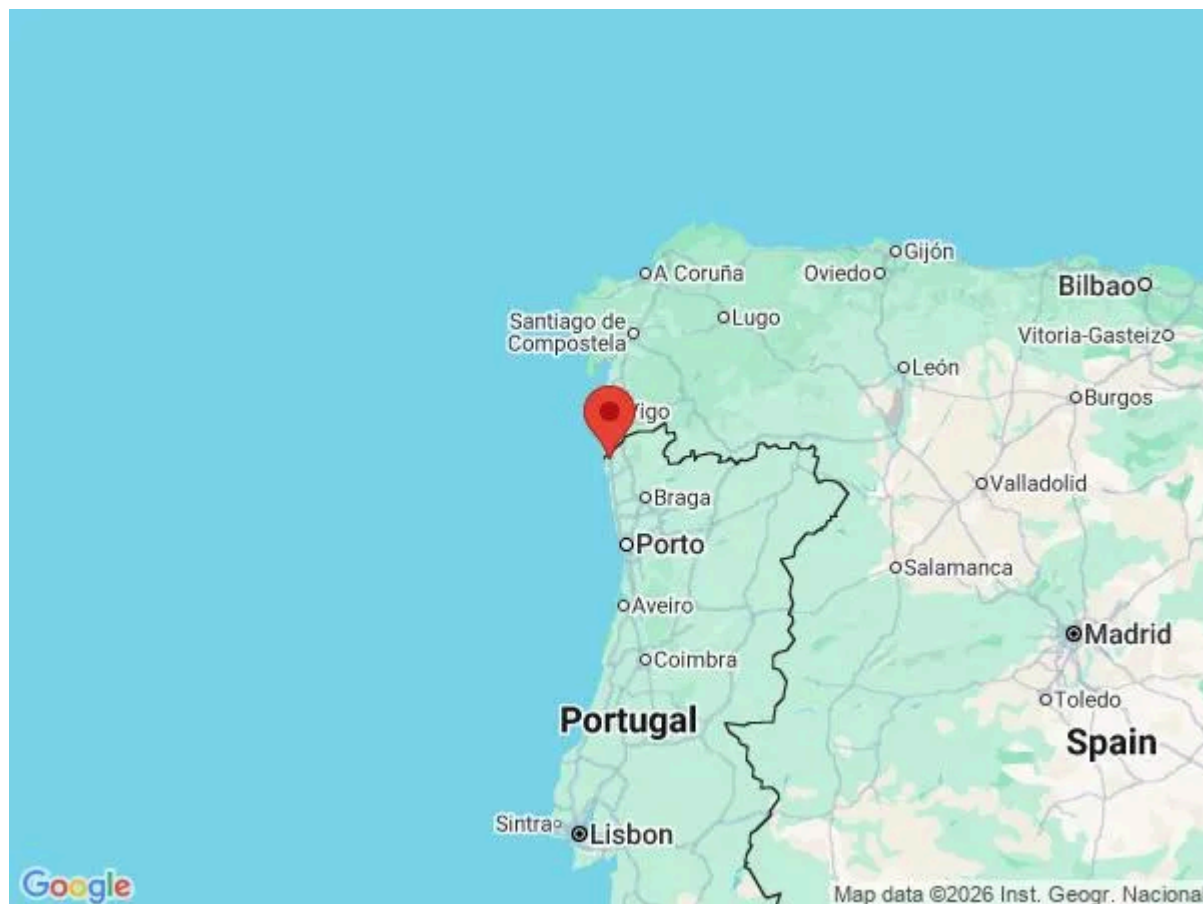 A Coruña
Gijón
Oviedo
Bilbao
Santiago de
Compostela
Lugo
Vitoria-Gasteiz
León
Burgos
Valladolid
Braga
Porto
Salamanca
Aveiro
Madrid
Coimbra
Toledo
Portugal
Spain
Sintra
Lisbon
Google
Map data ©2026 Inst. Geogr. Nacional